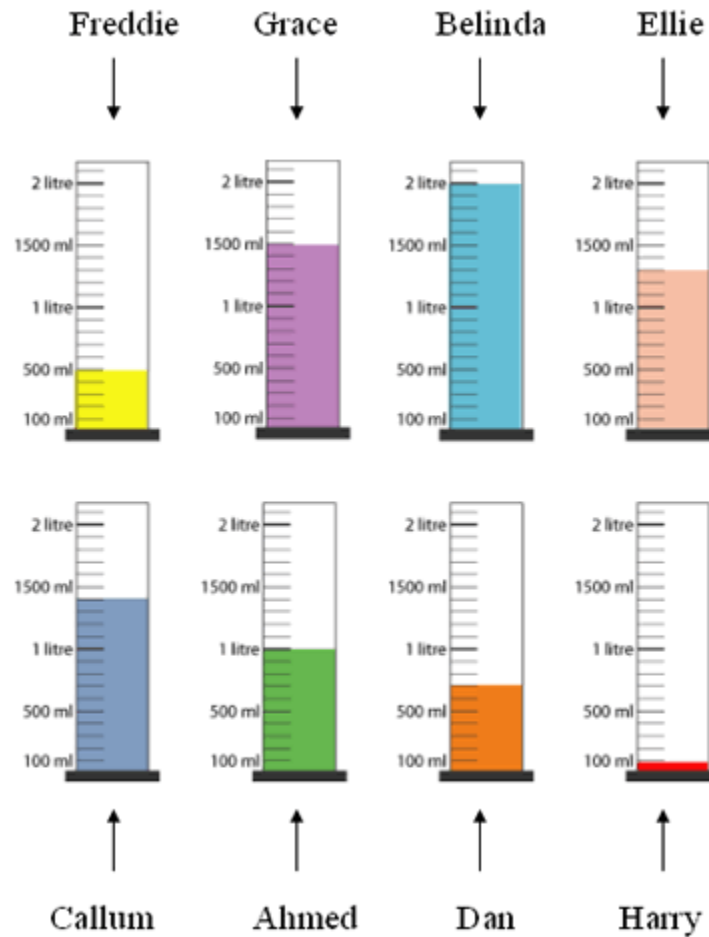 Freddie Grace Belinda Ellie
2 litre 2 litre 2 litre 2 litre
1500 ml 1500 ml 1500 ml 1500 ml
1 litre 1 litre 1 litre 1 litre
500 ml 500 ml 500 ml 500 ml
100 ml 100 ml 100 ml 100 ml
2 litre 2 litre 2 litre 2 litre
1500 ml 1500 ml 1500 ml 1500 ml
1 litre 1 litre 1 litre 1 litre
500 ml 500 ml 500 ml 500 ml
100 ml 100 ml 100 ml 100 ml
Callum Ahmed Dan Harry